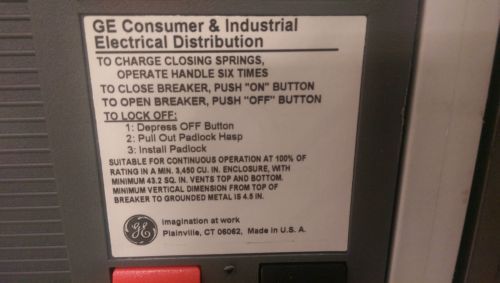 GE Consumer & Industrial
Electrical Distribution
TO CHARGE CLOSING SPRINGS,
OPERATE HANDLE SIX TIMES
TO CLOSE BREAKER, PUSH "ON" BUTTON
TO OPEN BREAKER, PUSH "OFF" BUTTON
TO LOCK OFF:
1: Depress OFF Button
2: Pull Out Padlock Hasp
3: Install Padlock
SUITABLE FOR CONTINUOUS OPERATION AT 100% OF
RATING IN A MIN. 3,450 CU. IN. ENCLOSURE, WITH
MINIMUM 43.2 SQ. IN. VENTS TOP AND BOTTOM.
MINIMUM VERTICAL DIMENSION FROM TOP OF
BREAKER TO GROUNDED METAL IS 4.5 IN.
GE
imagination at work
Plainville, CT 06062, Made in U.S.A.